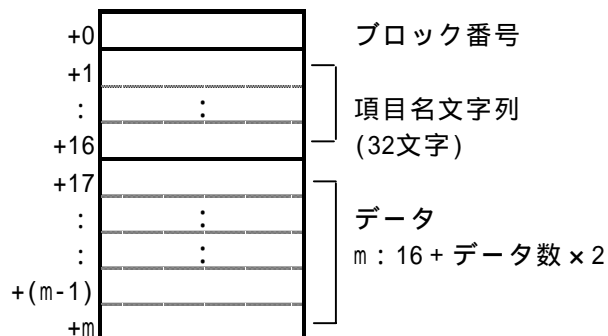 +0 ブロック番号
+1
: : 項目名文字列
+16 (32文字)
+17
: : データ
: : m:16+データ数×2
+(m-1)
+m